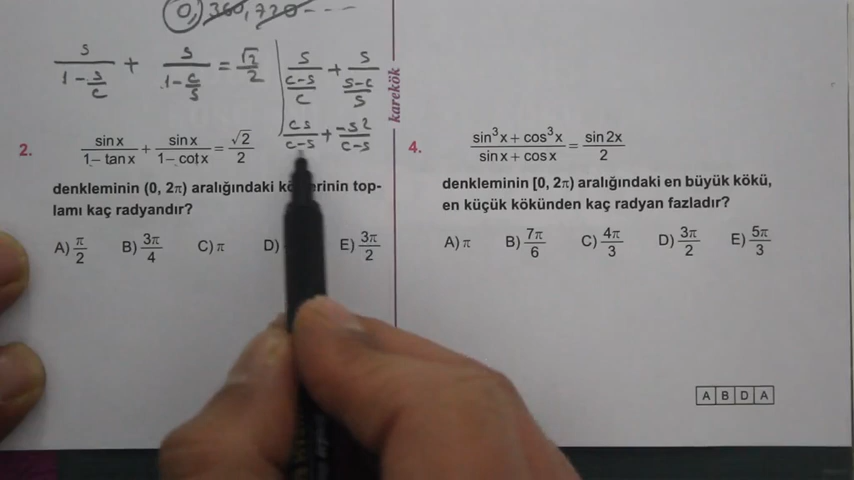 0, 360, 720 - - - -
s/(1 - s/c) + s/(1 - c/s) = √2/2
s/((c-s)/c) + s/((s-c)/s)
cs/(c-s) + -s²/(c-s)
karekök
2. sin x/(1 – tan x) + sin x/(1 – cot x) = √2/2
denkleminin (0, 2π) aralığındaki kö lerinin top-
lamı kaç radyandır?
A) π/2 B) 3π/4 C) π D) E) 3π/2
4. (sin³x + cos³x)/(sin x + cos x) = sin 2x/2
denkleminin [0, 2π) aralığındaki en büyük kökü,
en küçük kökünden kaç radyan fazladır?
A) π B) 7π/6 C) 4π/3 D) 3π/2 E) 5π/3
A B D A